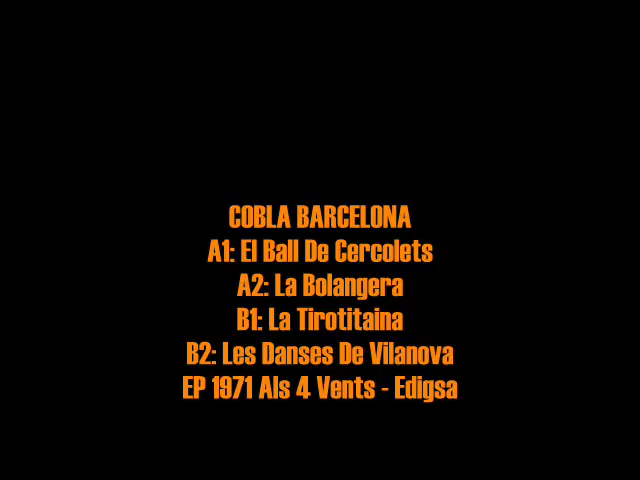 COBLA BARCELONA
A1: El Ball De Cercolets
A2: La Bolangera
B1: La Tirotitaina
B2: Les Danses De Vilanova
EP 1971 Als 4 Vents - Edigsa